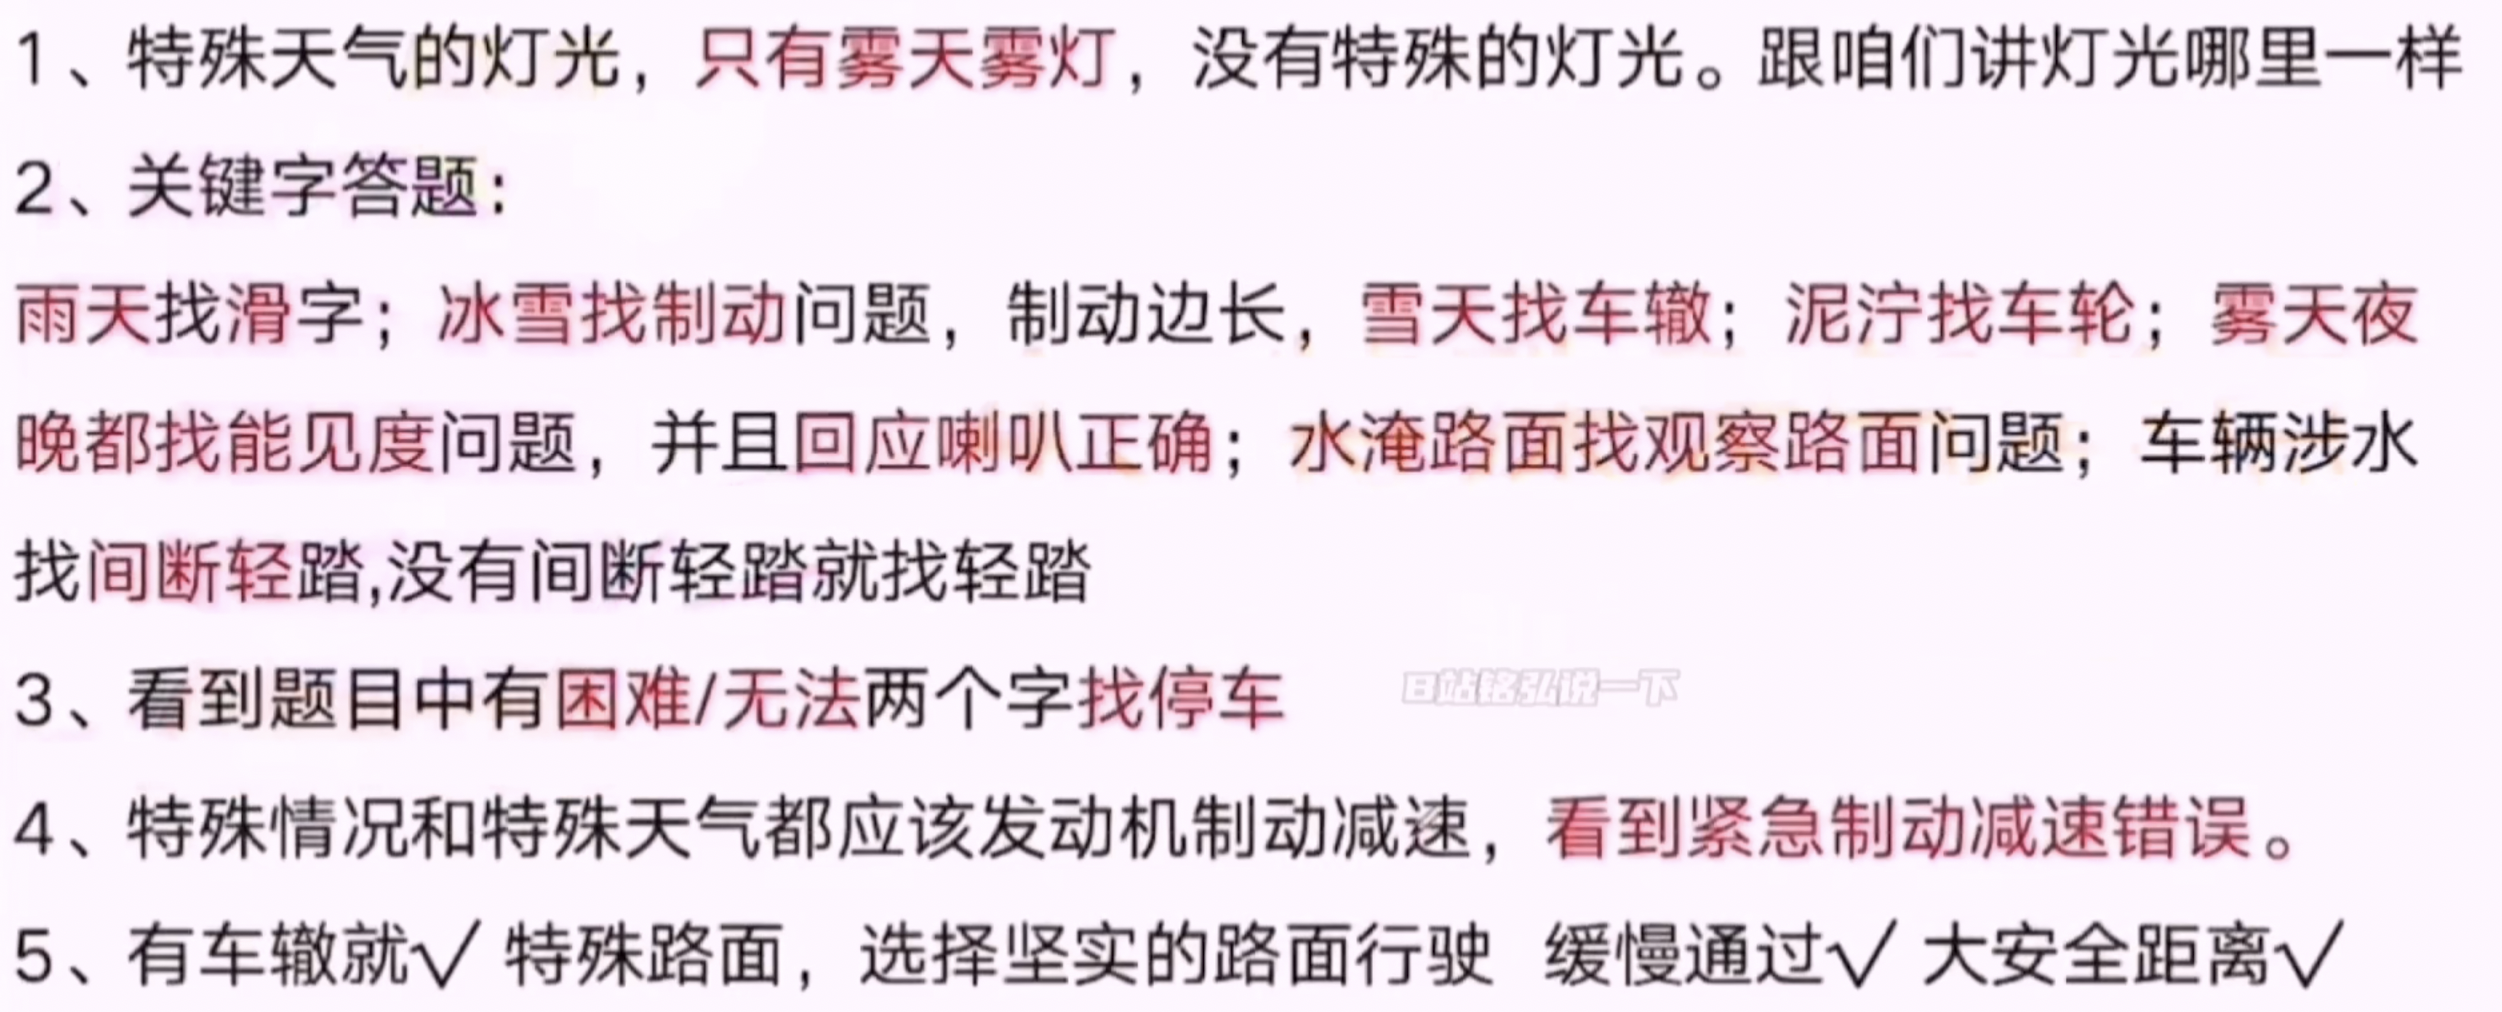 1、特殊天气的灯光，只有雾天雾灯，没有特殊的灯光。跟咱们讲灯光哪里一样
2、关键字答题：
雨天找滑字；冰雪找制动问题，制动边长，雪天找车辙；泥泞找车轮；雾天夜
晚都找能见度问题，并且回应喇叭正确；水淹路面找观察路面问题；车辆涉水
找间断轻踏,没有间断轻踏就找轻踏
3、看到题目中有困难/无法两个字找停车
B站铭弘说一下
4、特殊情况和特殊天气都应该发动机制动减速，看到紧急制动减速错误。
5、有车辙就√ 特殊路面，选择坚实的路面行驶 缓慢通过√ 大安全距离√